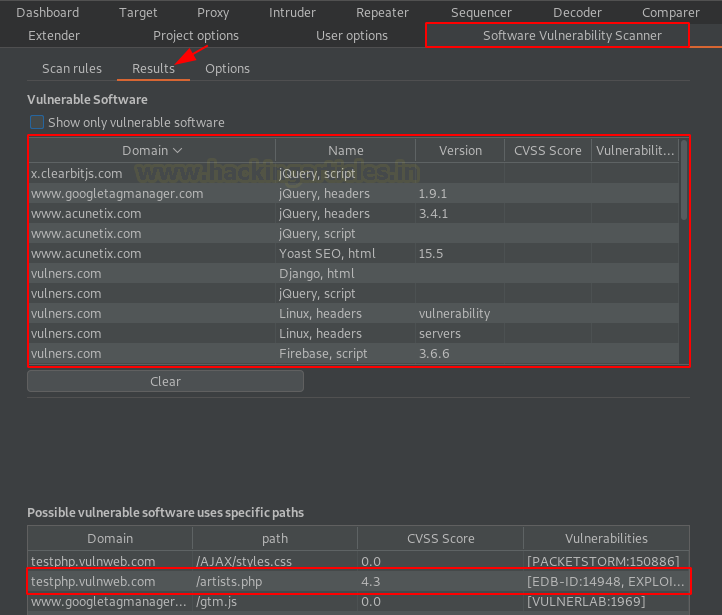 Dashboard Target Proxy Intruder Repeater Sequencer Decoder Comparer
Extender Project options User options Software Vulnerability Scanner
Scan rules Results Options
Vulnerable Software
Show only vulnerable software
Domain Name Version CVSS Score Vulnerabilit...
www.hackingarticles.in
x.clearbitjs.com jQuery, script
www.googletagmanager.com jQuery, headers 1.9.1
www.acunetix.com jQuery, headers 3.4.1
www.acunetix.com jQuery, script
www.acunetix.com Yoast SEO, html 15.5
vulners.com Django, html
vulners.com jQuery, script
vulners.com Linux, headers vulnerability
vulners.com Linux, headers servers
vulners.com Firebase, script 3.6.6
Clear
Possible vulnerable software uses specific paths
Domain path CVSS Score Vulnerabilities
testphp.vulnweb.com /AJAX/styles.css 0.0 [PACKETSTORM:150886]
testphp.vulnweb.com /artists.php 4.3 [EDB-ID:14948, EXPLOI...
www.googletagmanager... /gtm.js 0.0 [VULNERLAB:1969]